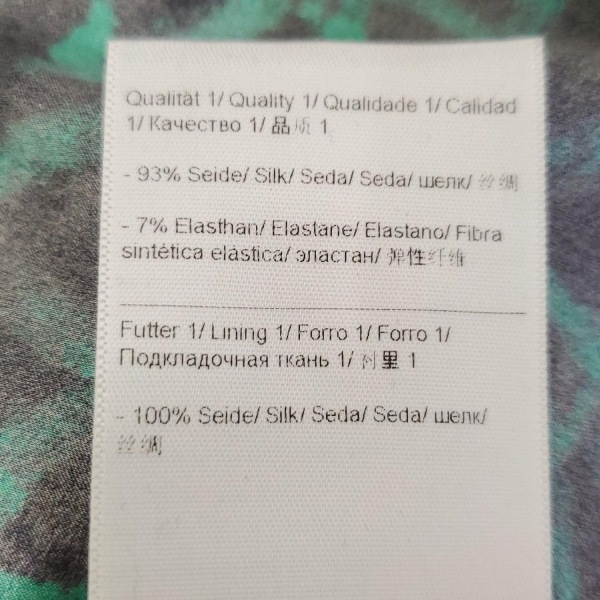 Qualität 1/ Quality 1/ Qualidade 1/ Calidad
1/ Качество 1/ 品质 1
- 93% Seide/ Silk/ Seda/ Seda/ шелк/ 丝绸
- 7% Elasthan/ Elastane/ Elastano/ Fibra
sintética elástica/ эластан/ 弹性纤维
Futter 1/ Lining 1/ Forro 1/ Forro 1/
Подкладочная ткань 1/ 衬里 1
- 100% Seide/ Silk/ Seda/ Seda/ шелк/
丝绸